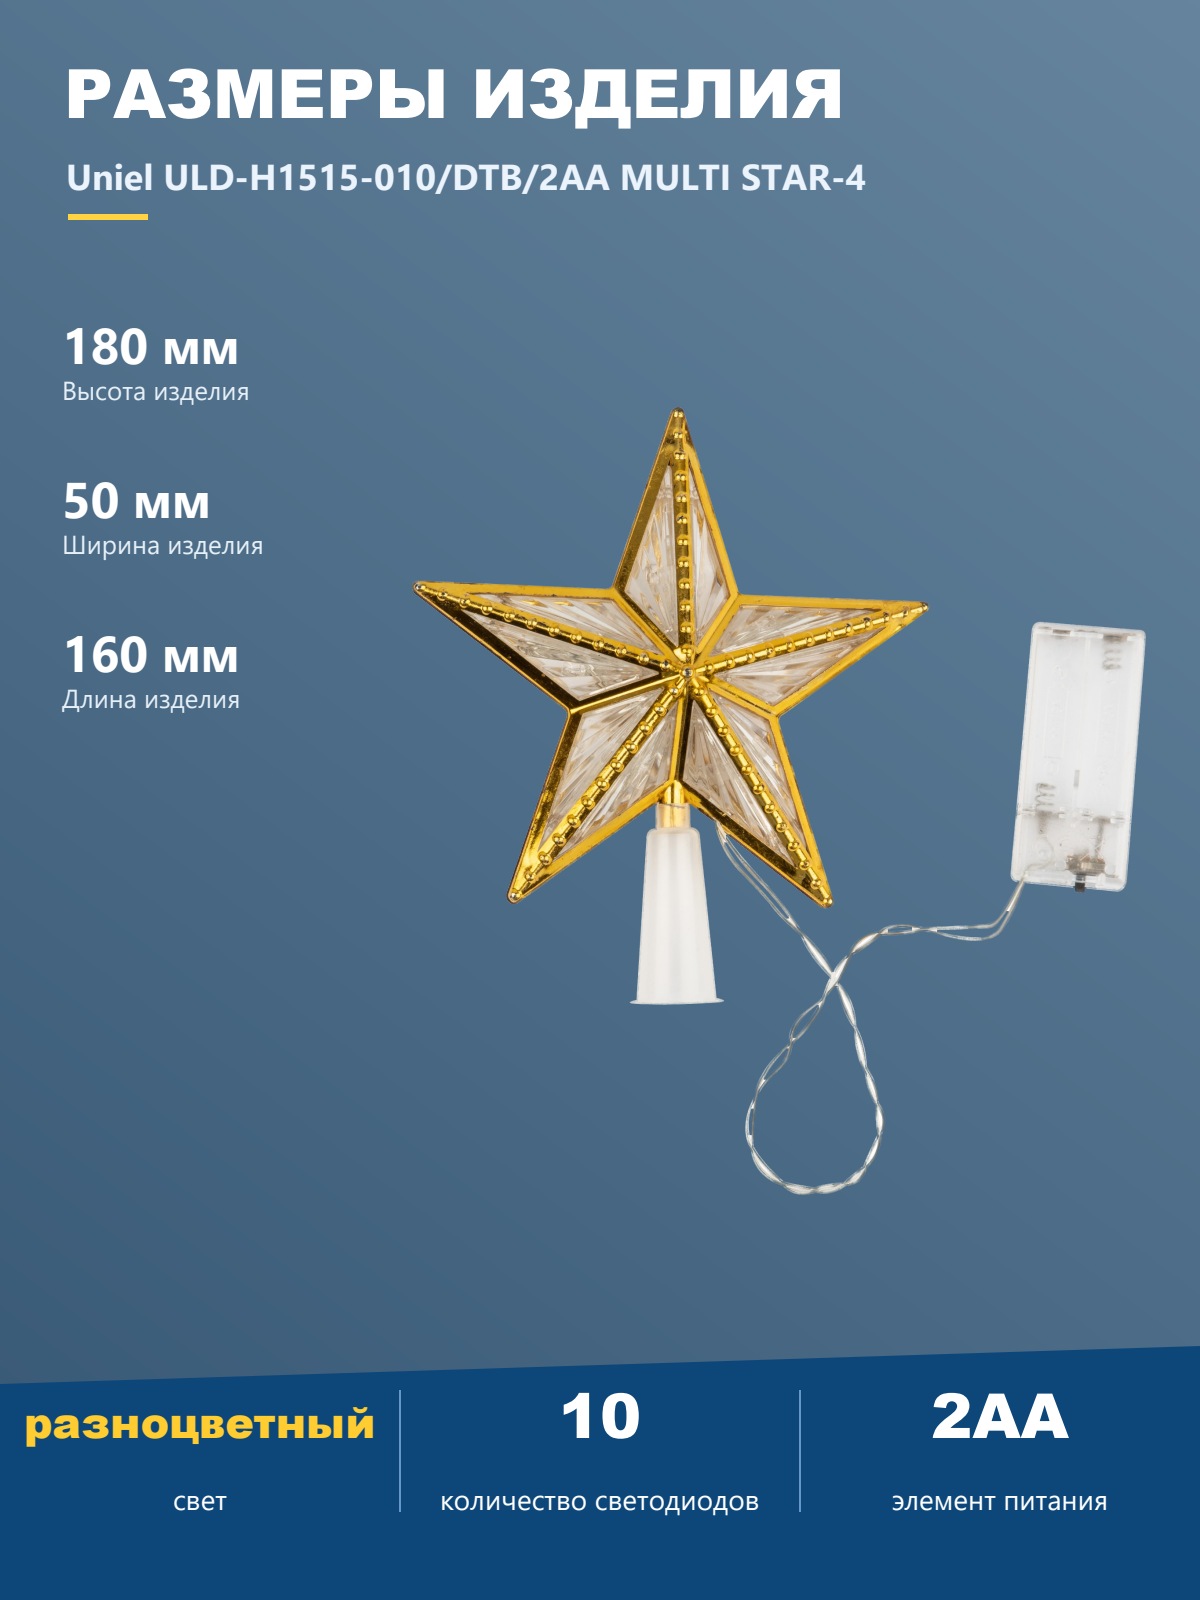 РАЗМЕРЫ ИЗДЕЛИЯ
Uniel ULD-H1515-010/DTB/2AA MULTI STAR-4
180 мм
Высота изделия
50 мм
Ширина изделия
160 мм
Длина изделия
разноцветный
свет
10
количество светодиодов
2AA
элемент питания